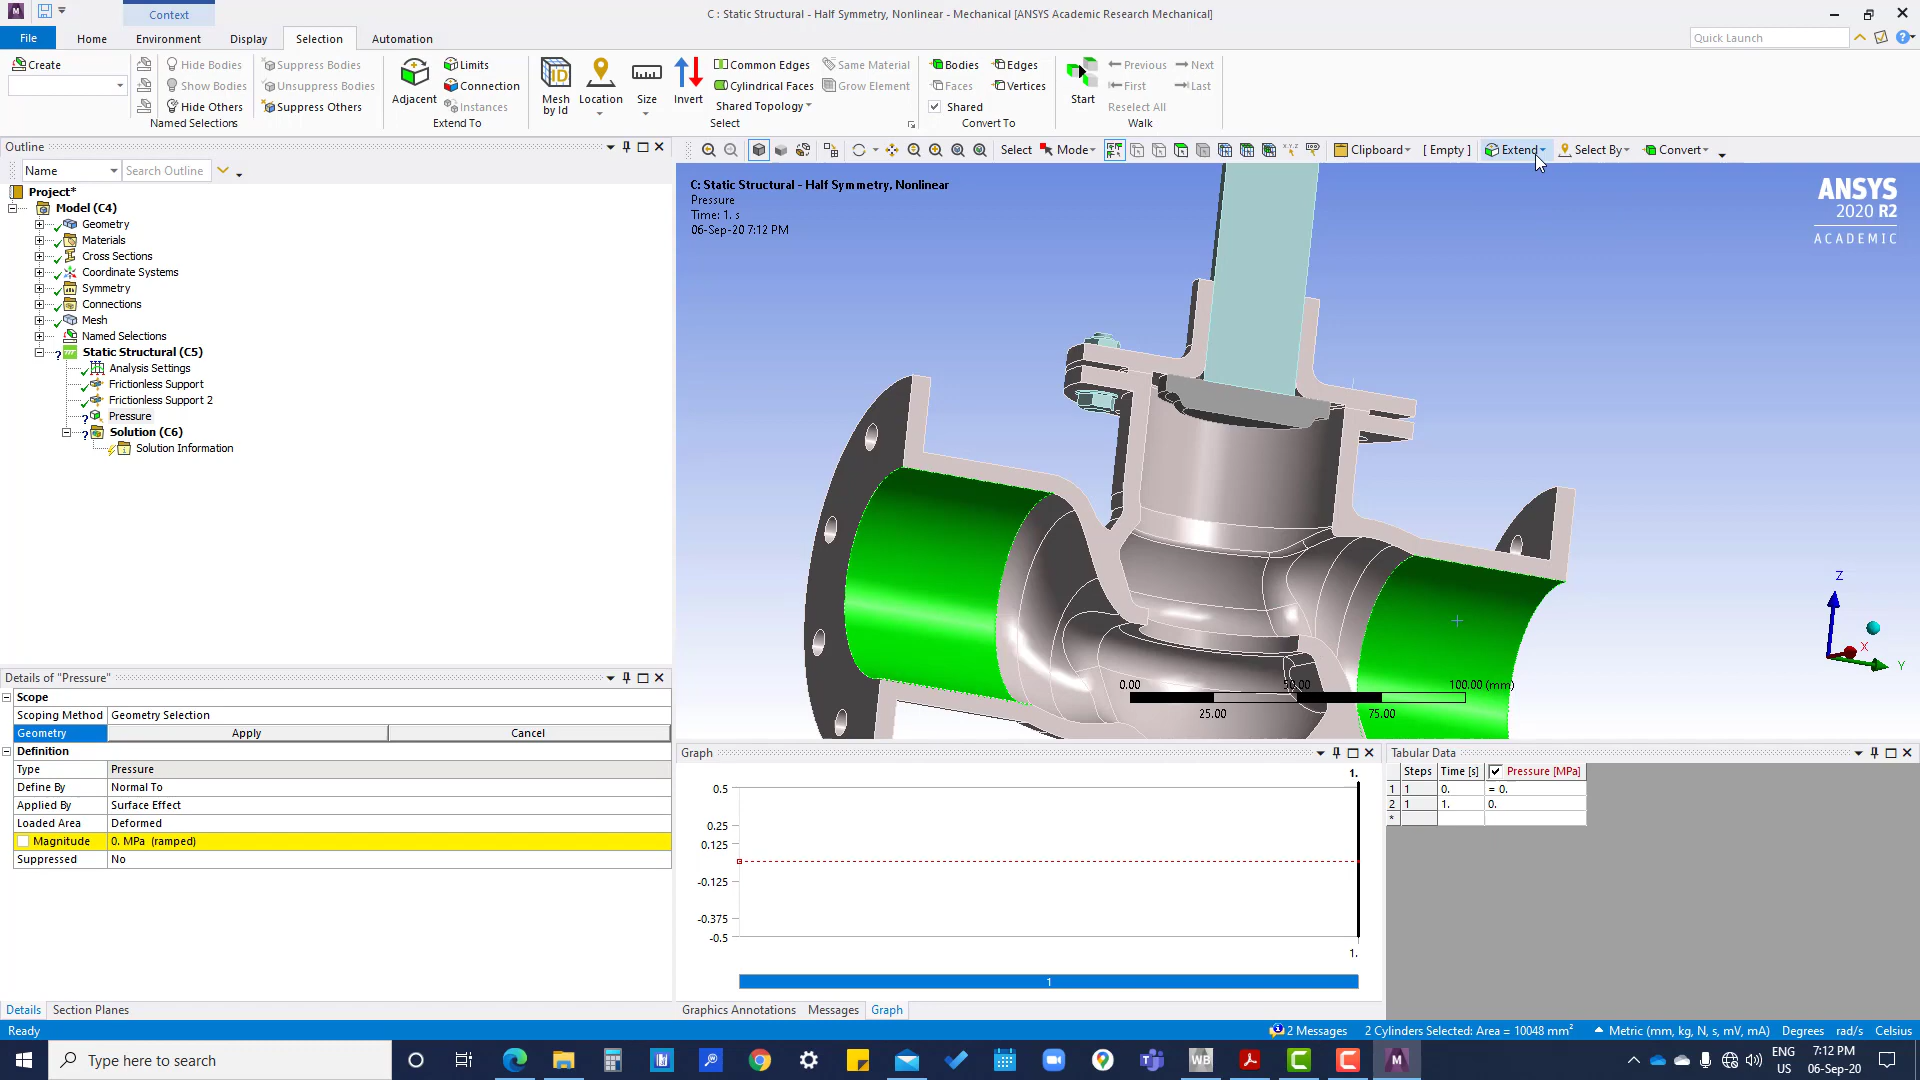 Context
C : Static Structural - Half Symmetry, Nonlinear - Mechanical [ANSYS Academic Research Mechanical]
File Home Environment Display Selection Automation
Quick Launch
Create
Hide Bodies Suppress Bodies
Show Bodies Unsuppress Bodies
Hide Others Suppress Others
Named Selections
Adjacent
Limits
Connection
Instances
Extend To
Mesh by Id
Location
Size
Invert
Common Edges Same Material
Cylindrical Faces Grow Element
Shared Topology
Select
Bodies Edges
Faces Vertices
Shared
Convert To
Start
Previous Next
First Last
Reselect All
Walk
Outline
Name Search Outline
Select Mode Clipboard [ Empty ] Extend Select By Convert
Project*
Model (C4)
Geometry
Materials
Cross Sections
Coordinate Systems
Symmetry
Connections
Mesh
Named Selections
Static Structural (C5)
Analysis Settings
Frictionless Support
Frictionless Support 2
Pressure
Solution (C6)
Solution Information
C: Static Structural - Half Symmetry, Nonlinear
Pressure
Time: 1. s
06-Sep-20 7:12 PM
ANSYS
2020 R2
ACADEMIC
Z
X
Y
0.00 50.00 100.00 (mm)
25.00 75.00
Details of "Pressure"
Scope
Scoping Method Geometry Selection
Geometry Apply Cancel
Definition
Type Pressure
Define By Normal To
Applied By Surface Effect
Loaded Area Deformed
Magnitude 0. MPa (ramped)
Suppressed No
Graph
1.
0.5
0.25
0.125
-0.125
-0.375
-0.5
1.
1
Tabular Data
Steps Time [s] Pressure [MPa]
1 1 0. = 0.
2 1 1. 0.
*
Details Section Planes
Graphics Annotations Messages Graph
Ready
2 Messages 2 Cylinders Selected: Area = 10048 mm² Metric (mm, kg, N, s, mV, mA) Degrees rad/s Celsius
Type here to search
ENG
US
7:12 PM
06-Sep-20